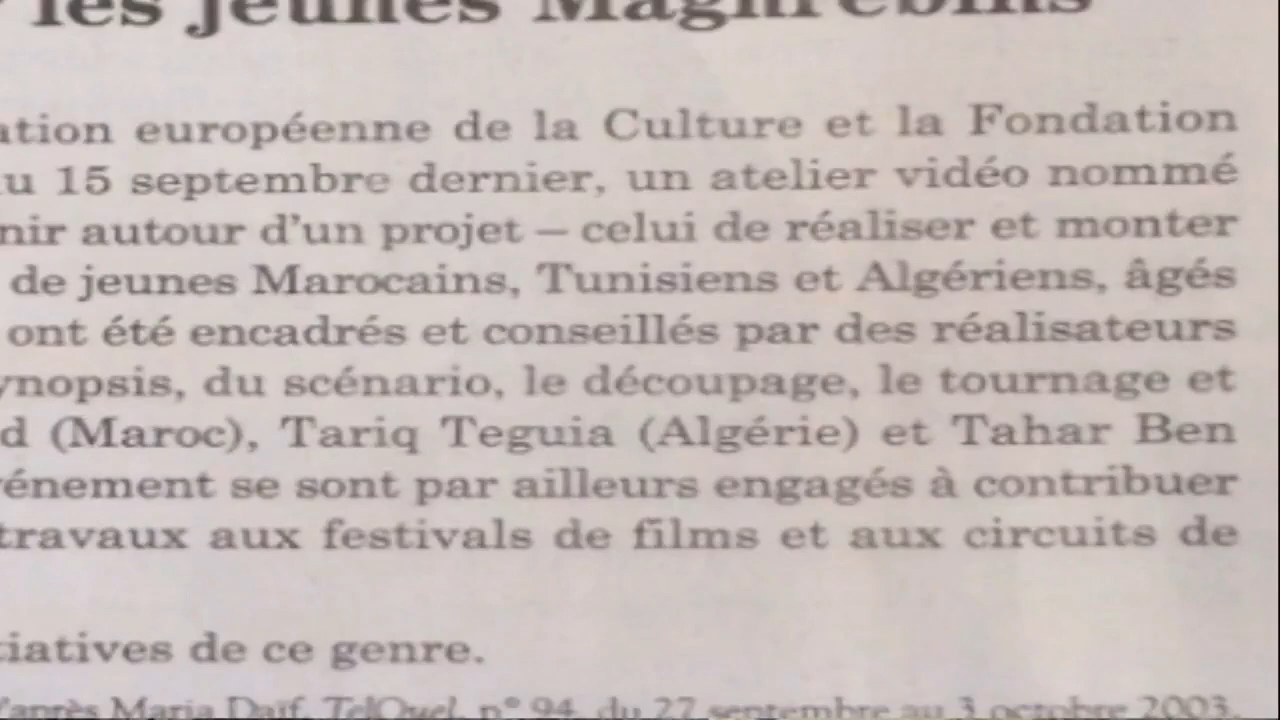 les jeunes Maghrébins
ation européenne de la Culture et la Fondation
u 15 septembre dernier, un atelier vidéo nommé
nir autour d'un projet – celui de réaliser et monter
de jeunes Marocains, Tunisiens et Algériens, âgés
ont été encadrés et conseillés par des réalisateurs
ynopsis, du scénario, le découpage, le tournage et
d (Maroc), Tariq Teguia (Algérie) et Tahar Ben
énement se sont par ailleurs engagés à contribuer
travaux aux festivals de films et aux circuits de
tiatives de ce genre.
d'après Maria Daïf, TelQuel, n° 94, du 27 septembre au 3 octobre 2003.